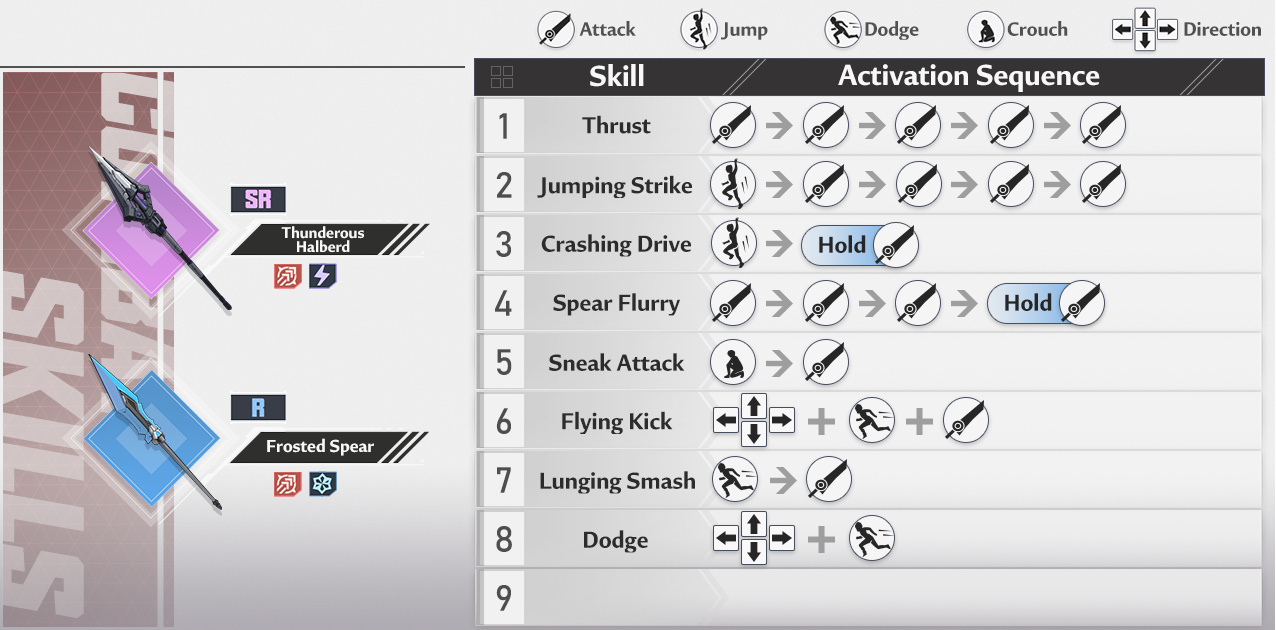 Attack Jump Dodge Crouch Direction
COMBAT
SKILLS
SR
Thunderous
Halberd
R
Frosted Spear
Skill Activation Sequence
1 Thrust
2 Jumping Strike
3 Crashing Drive Hold
4 Spear Flurry Hold
5 Sneak Attack
6 Flying Kick
7 Lunging Smash
8 Dodge
9